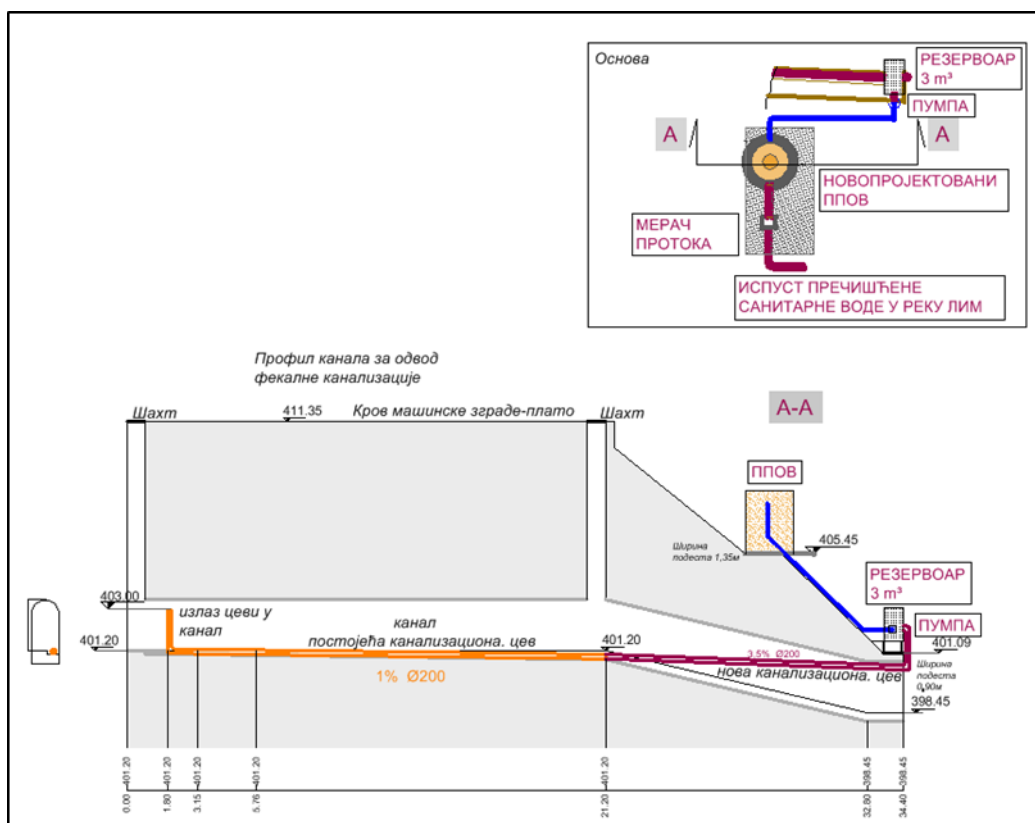 Основа
РЕЗЕРВОАР
3 m³
ПУМПА
А
А
НОВОПРОЈЕКТОВАНИ
ППОВ
МЕРАЧ
ПРОТОКА
ИСПУСТ ПРЕЧИШЋЕНЕ
САНИТАРНЕ ВОДЕ У РЕКУ ЛИМ
Профил канала за одвод
фекалне канализације
Шахт
411.35
Кров машинске зграде-плато
Шахт
А-А
ППОВ
Ширина
подеста 1,35м
405.45
РЕЗЕРВОАР
3 m³
ПУМПА
403.00
излаз цеви у
канал
канал
постојећа канализациона. цев
401.20
401.20
401.09
3.5% Ø200
нова канализациона. цев
1% Ø200
Ширина
подеста
0,90м
398.45
401.20
401.20
401.20
401.20
401.20
398.45
398.45
0.00
1.80
3.15
5.76
21.20
32.80
34.40